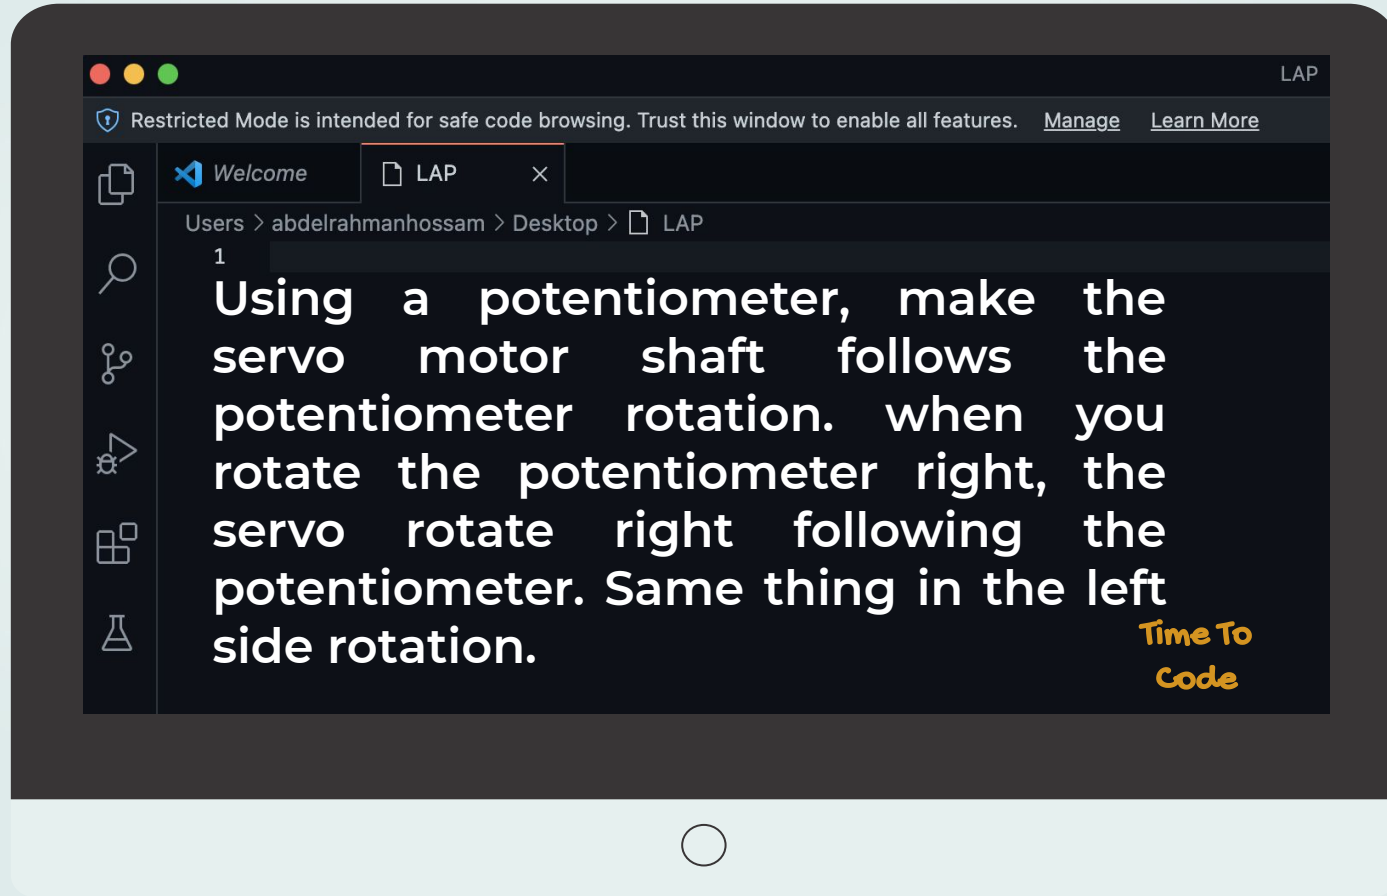 LAP
Restricted Mode is intended for safe code browsing. Trust this window to enable all features. Manage Learn More
Welcome LAP
Users > abdelrahmanhossam > Desktop > LAP
1
Using a potentiometer, make the
servo motor shaft follows the
potentiometer rotation. when you
rotate the potentiometer right, the
servo rotate right following the
potentiometer. Same thing in the left
side rotation.
Time To
Code